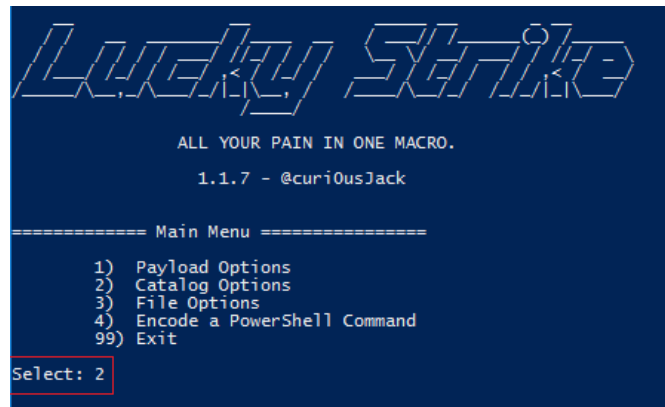 Lucky Strike
ALL YOUR PAIN IN ONE MACRO.
1.1.7 - @curi0usJack
============= Main Menu ================
1) Payload Options
2) Catalog Options
3) File Options
4) Encode a PowerShell Command
99) Exit
Select: 2